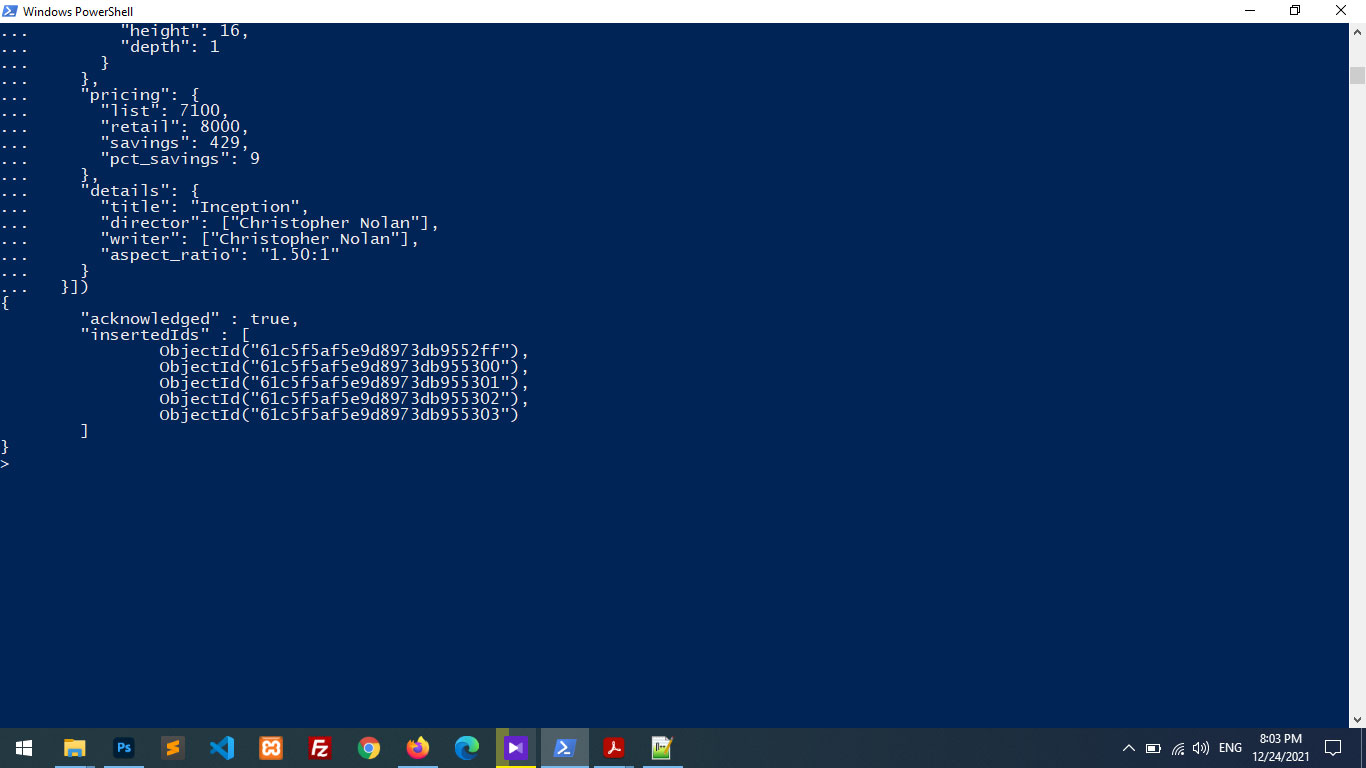 Windows PowerShell
...         "height": 16,
...         "depth": 1
...       }
...     },
...     "pricing": {
...       "list": 7100,
...       "retail": 8000,
...       "savings": 429,
...       "pct_savings": 9
...     },
...     "details": {
...       "title": "Inception",
...       "director": ["Christopher Nolan"],
...       "writer": ["Christopher Nolan"],
...       "aspect_ratio": "1.50:1"
...     }
...   }])
{
        "acknowledged" : true,
        "insertedIds" : [
                ObjectId("61c5f5af5e9d8973db9552ff"),
                ObjectId("61c5f5af5e9d8973db955300"),
                ObjectId("61c5f5af5e9d8973db955301"),
                ObjectId("61c5f5af5e9d8973db955302"),
                ObjectId("61c5f5af5e9d8973db955303")
        ]
}
>
Ps
Fz
ENG
8:03 PM
12/24/2021